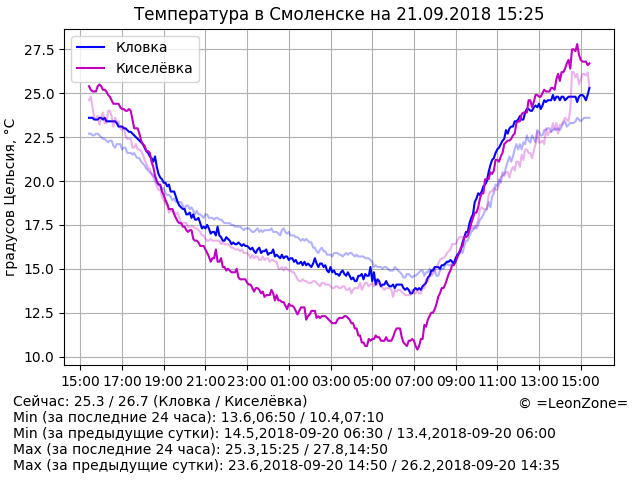 Температура в Смоленске на 21.09.2018 15:25
Кловка
Киселёвка
градусов Цельсия, °C
27.5
25.0
22.5
20.0
17.5
15.0
12.5
10.0
15:00 17:00 19:00 21:00 23:00 01:00 03:00 05:00 07:00 09:00 11:00 13:00 15:00
Сейчас: 25.3 / 26.7 (Кловка / Киселёвка)
© =LeonZone=
Min (за последние 24 часа): 13.6,06:50 / 10.4,07:10
Min (за предыдущие сутки): 14.5,2018-09-20 06:30 / 13.4,2018-09-20 06:00
Max (за последние 24 часа): 25.3,15:25 / 27.8,14:50
Max (за предыдущие сутки): 23.6,2018-09-20 14:50 / 26.2,2018-09-20 14:35